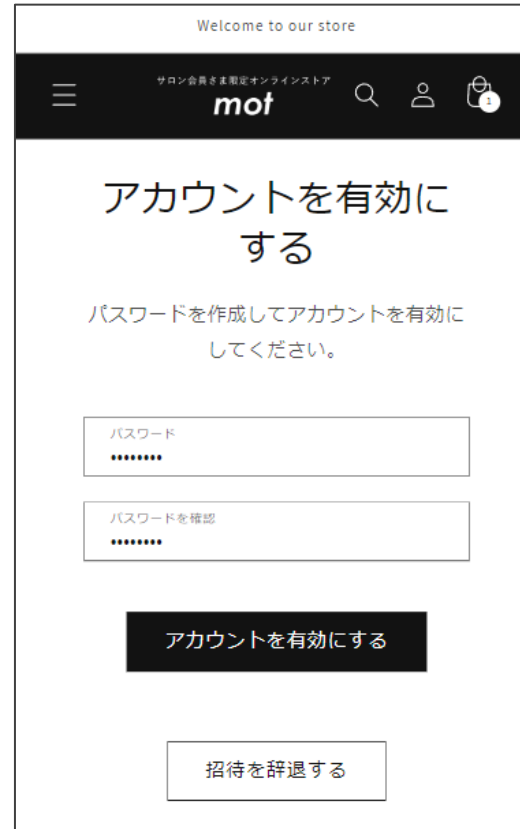 Welcome to our store
サロン会員さま限定オンラインストア
mot
1
アカウントを有効に
する
パスワードを作成してアカウントを有効に
してください。
パスワード
••••••••
パスワードを確認
••••••••
アカウントを有効にする
招待を辞退する